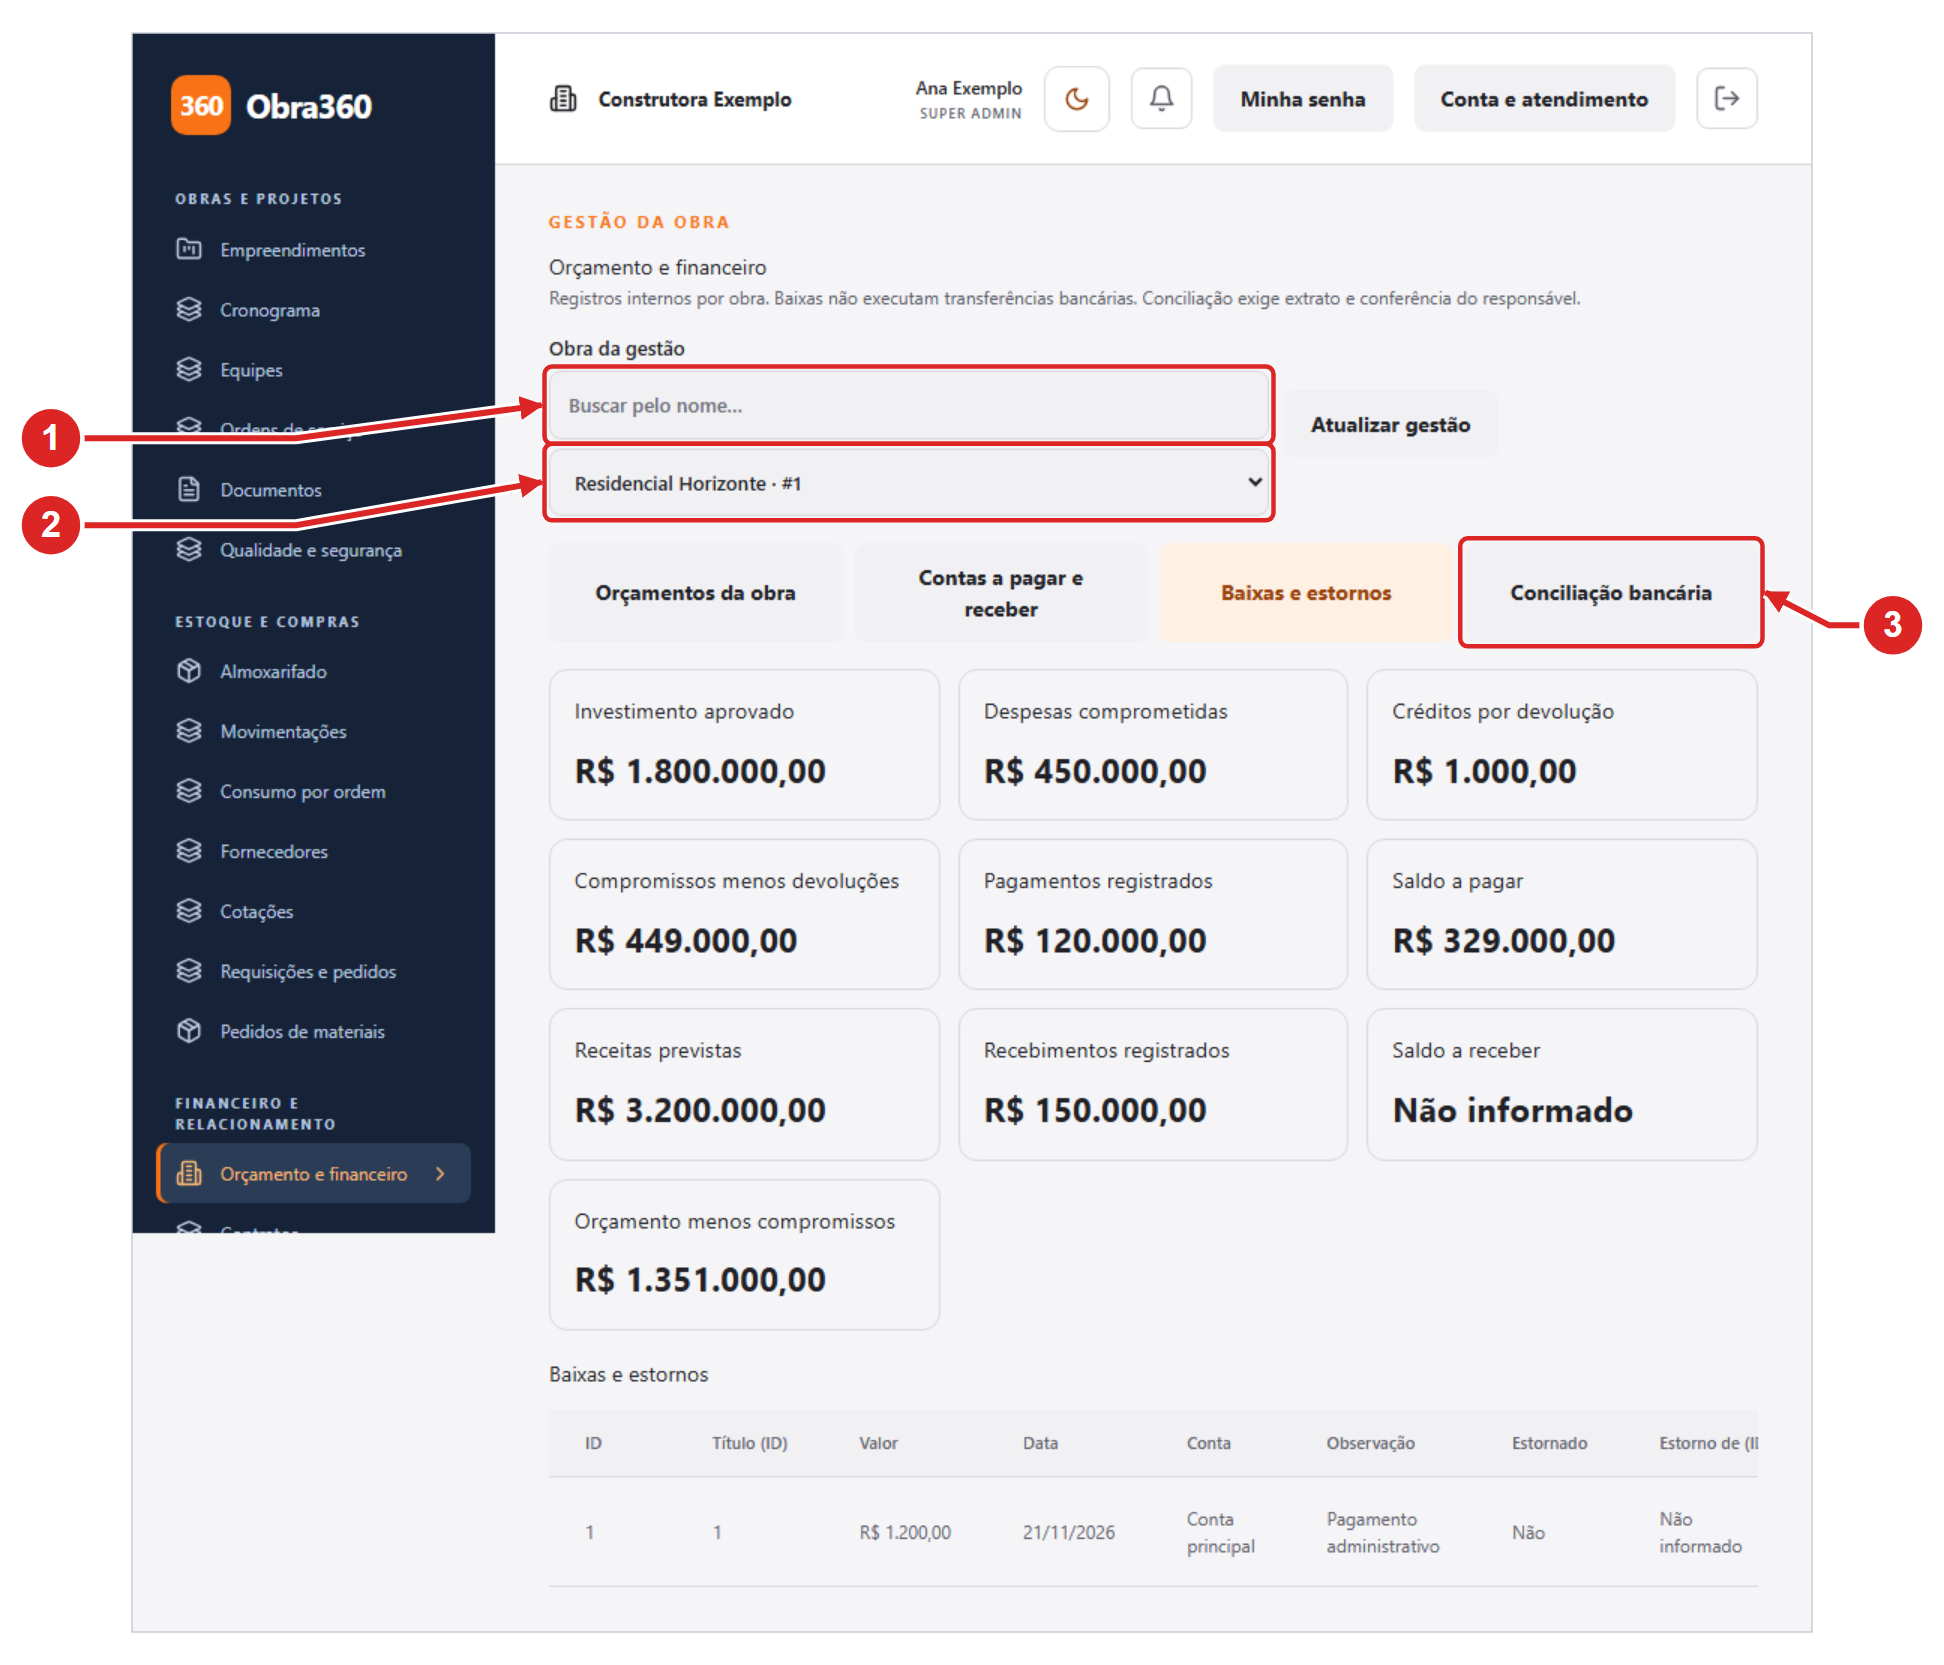 360 Obra360
OBRAS E PROJETOS
Empreendimentos
Cronograma
Equipes
Documentos
Qualidade e segurança
ESTOQUE E COMPRAS
Almoxarifado
Movimentações
Consumo por ordem
Fornecedores
Cotações
Requisições e pedidos
Pedidos de materiais
FINANCEIRO E
RELACIONAMENTO
Orçamento e financeiro
Construtora Exemplo
Ana Exemplo
SUPER ADMIN
Minha senha
Conta e atendimento
GESTÃO DA OBRA
Orçamento e financeiro
Registros internos por obra. Baixas não executam transferências bancárias. Conciliação exige extrato e conferência do responsável.
Obra da gestão
1
Buscar pelo nome...
Atualizar gestão
2
Residencial Horizonte · #1
Orçamentos da obra
Contas a pagar e
receber
Baixas e estornos
Conciliação bancária
3
Investimento aprovado
R$ 1.800.000,00
Despesas comprometidas
R$ 450.000,00
Créditos por devolução
R$ 1.000,00
Compromissos menos devoluções
R$ 449.000,00
Pagamentos registrados
R$ 120.000,00
Saldo a pagar
R$ 329.000,00
Receitas previstas
R$ 3.200.000,00
Recebimentos registrados
R$ 150.000,00
Saldo a receber
Não informado
Orçamento menos compromissos
R$ 1.351.000,00
Baixas e estornos
ID Título (ID) Valor Data Conta Observação Estornado Estorno de
1 1 R$ 1.200,00 21/11/2026 Conta principal Pagamento administrativo Não Não informado